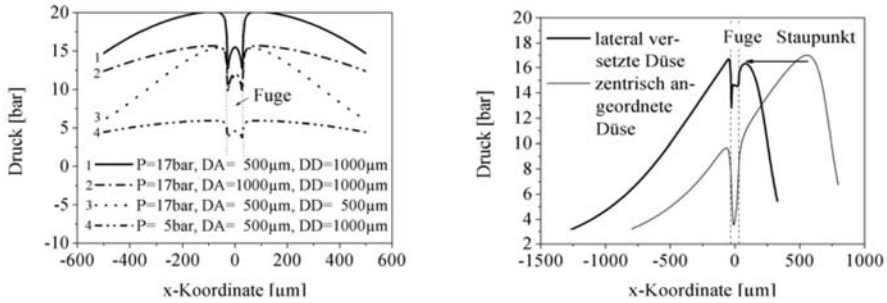 20
15
10
5
0
15
10
Druck [bar]
1
2
3
4
Fuge
1 P=17bar, DA= 500µm, DD=1000µm
2 P=17bar, DA=1000µm, DD=1000µm
3 P=17bar, DA= 500µm, DD= 500µm
4 P= 5bar, DA= 500µm, DD=1000µm
-600 -400 -200 0 200 400 600
x-Koordinate [µm]
20
18
16
14
12
10
8
6
4
2
Druck [bar]
lateral ver-
setzte Düse
zentrisch an-
geordnete
Düse
Fuge Staupunkt
-1500 -1000 -500 0 500 1000
x-Koordinate [µm]